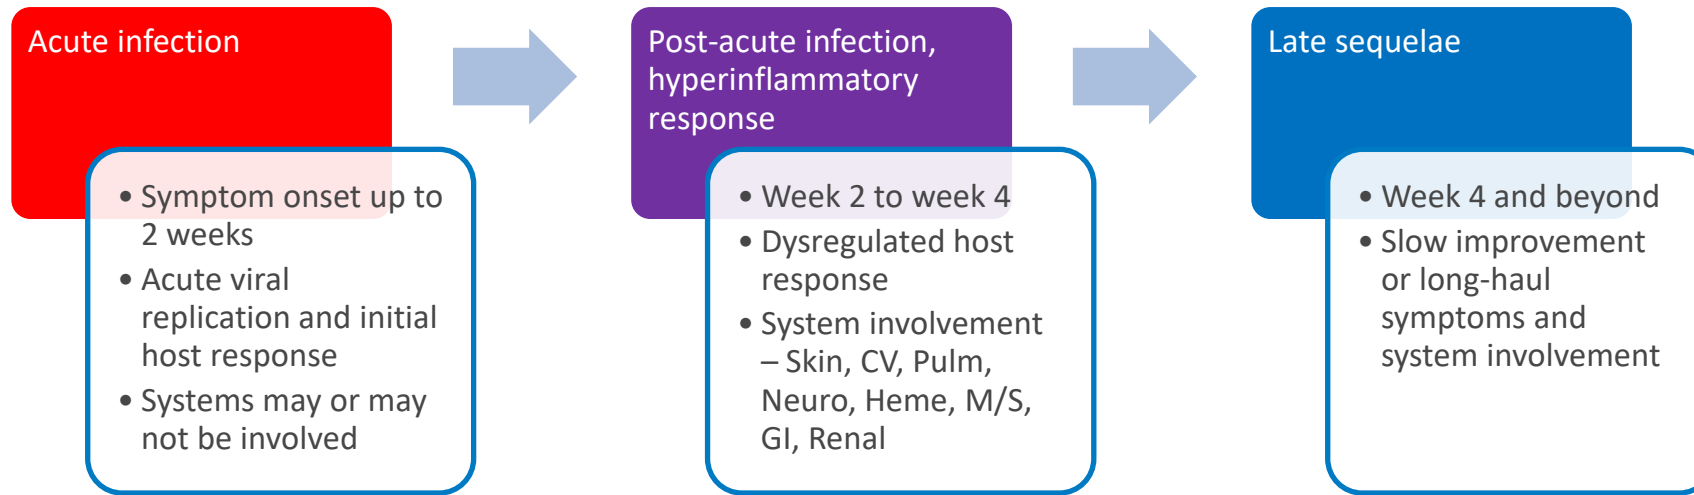 Acute infection
• Symptom onset up to
2 weeks
• Acute viral
replication and initial
host response
• Systems may or may
not be involved
Post-acute infection,
hyperinflammatory
response
• Week 2 to week 4
• Dysregulated host
response
• System involvement
– Skin, CV, Pulm,
Neuro, Heme, M/S,
GI, Renal
Late sequelae
• Week 4 and beyond
• Slow improvement
or long-haul
symptoms and
system involvement